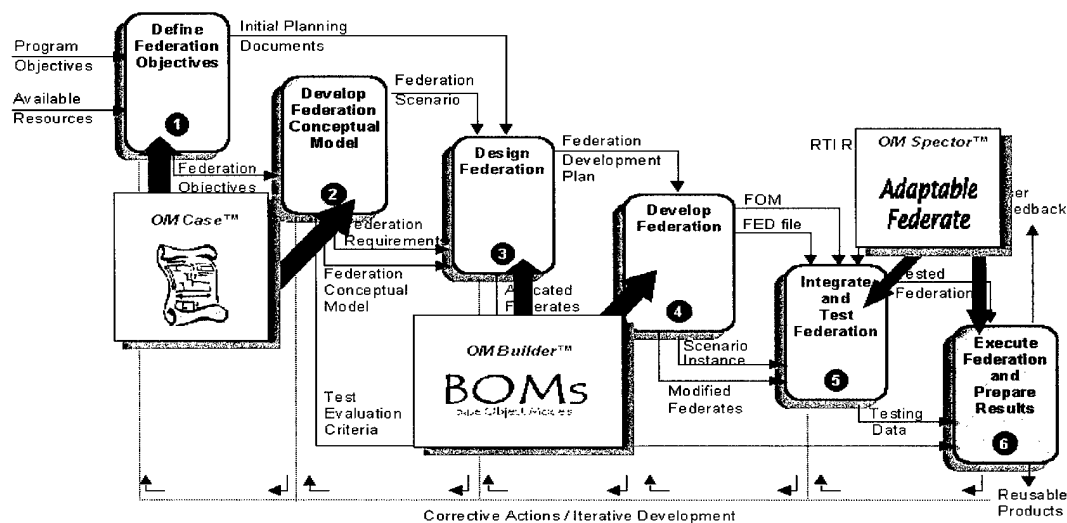 Define
Federation
Objectives
1
Initial Planning
Documents
Program
Objectives
Available
Resources
Develop
Federation
Conceptual
Model
2
Federation
Scenario
Federation
Objectives
Design
Federation
3
Federation
Development
Plan
RTI R
OM Spector™
Adaptable
Federate
OM Case™
Federation
Requirements
Federation
Conceptual
Model
Develop
Federation
4
FOM
FED file
Integrate
and
Test
Federation
5
Federation
OM Builder™
BOMs
Scenario
Instance
Modified
Federates
Test
Evaluation
Criteria
Execute
Federation
and
Prepare
Results
6
Testing
Data
Reusable
Products
Corrective Actions / Iterative Development